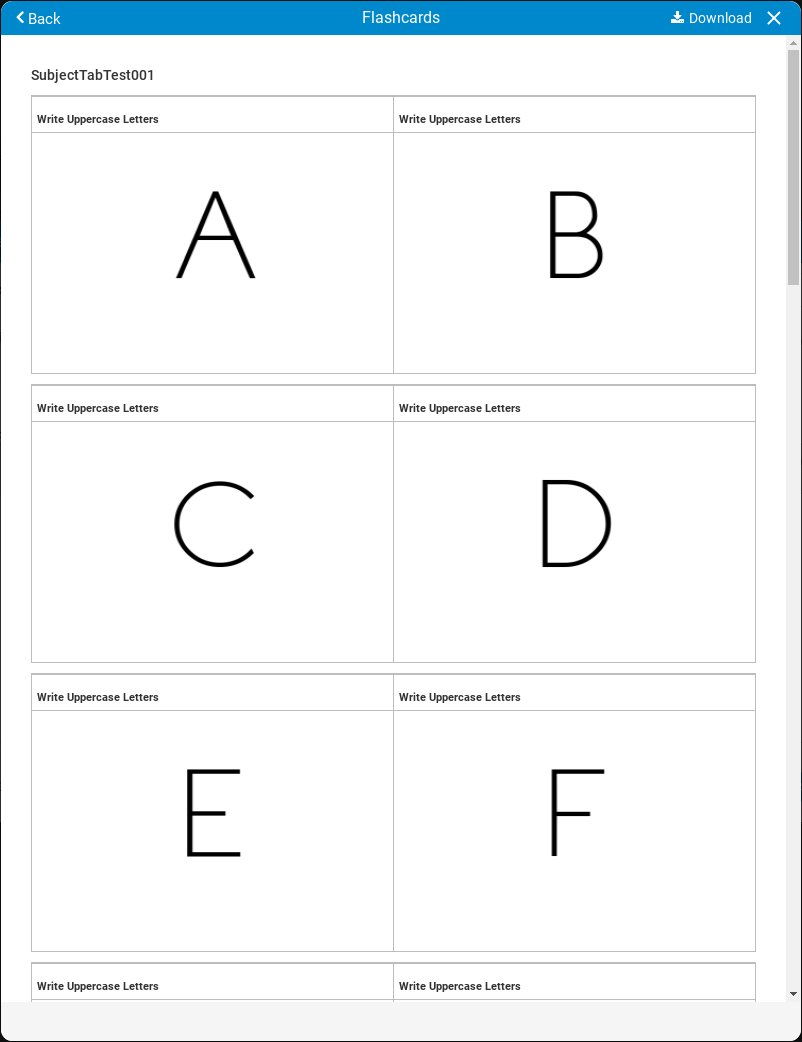 Back Flashcards Download
SubjectTabTest001
Write Uppercase Letters Write Uppercase Letters
A B
Write Uppercase Letters Write Uppercase Letters
C D
Write Uppercase Letters Write Uppercase Letters
E F
Write Uppercase Letters Write Uppercase Letters